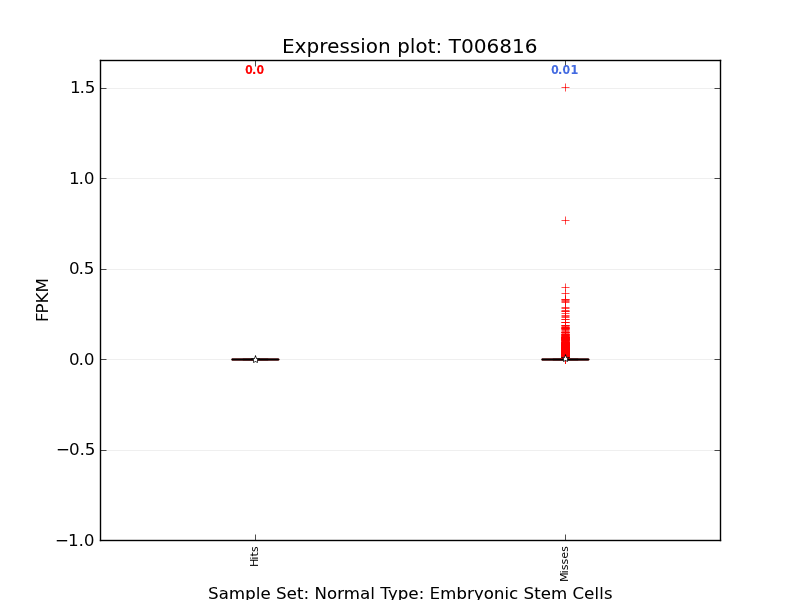 Expression plot: T006816
0.0
0.01
1.5
1.0
0.5
0.0
−0.5
−1.0
FPKM
Hits
Misses
Sample Set: Normal Type: Embryonic Stem Cells